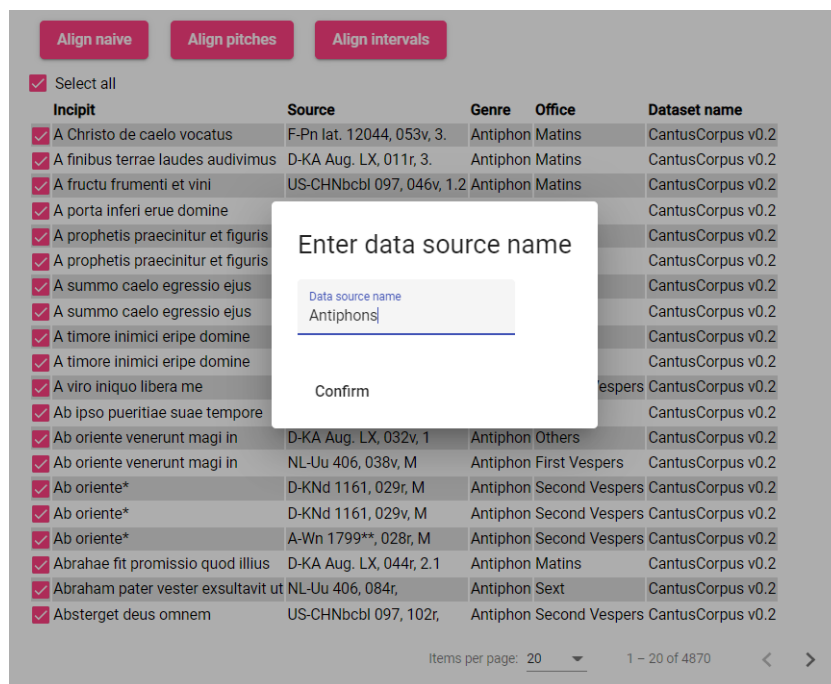 Align naive Align pitches Align intervals
Select all
Incipit Source Genre Office Dataset name
A Christo de caelo vocatus F-Pn lat. 12044, 053v, 3. Antiphon Matins CantusCorpus v0.2
A finibus terrae laudes audivimus D-KA Aug. LX, 011r, 3. Antiphon Matins CantusCorpus v0.2
A fructu frumenti et vini US-CHNbcbl 097, 046v, 1.2 Antiphon Matins CantusCorpus v0.2
A porta inferi erue domine CantusCorpus v0.2
A prophetis praecinitur et figuris CantusCorpus v0.2
A prophetis praecinitur et figuris CantusCorpus v0.2
A summo caelo egressio ejus CantusCorpus v0.2
A summo caelo egressio ejus CantusCorpus v0.2
A timore inimici eripe domine CantusCorpus v0.2
A timore inimici eripe domine CantusCorpus v0.2
A viro iniquo libera me espers CantusCorpus v0.2
Ab ipso pueritiae suae tempore CantusCorpus v0.2
Enter data source name
Data source name
Antiphons
Confirm
Ab oriente venerunt magi in D-KA Aug. LX, 032v, 1 Antiphon Others CantusCorpus v0.2
Ab oriente venerunt magi in NL-Uu 406, 038v, M Antiphon First Vespers CantusCorpus v0.2
Ab oriente* D-KNd 1161, 029r, M Antiphon Second Vespers CantusCorpus v0.2
Ab oriente* D-KNd 1161, 029v, M Antiphon Second Vespers CantusCorpus v0.2
Ab oriente* A-Wn 1799**, 028r, M Antiphon Second Vespers CantusCorpus v0.2
Abrahae fit promissio quod illius D-KA Aug. LX, 044r, 2.1 Antiphon Matins CantusCorpus v0.2
Abraham pater vester exsultavit ut NL-Uu 406, 084r, Antiphon Sext CantusCorpus v0.2
Absterget deus omnem US-CHNbcbl 097, 102r, Antiphon Second Vespers CantusCorpus v0.2
Items per page: 20 1 – 20 of 4870